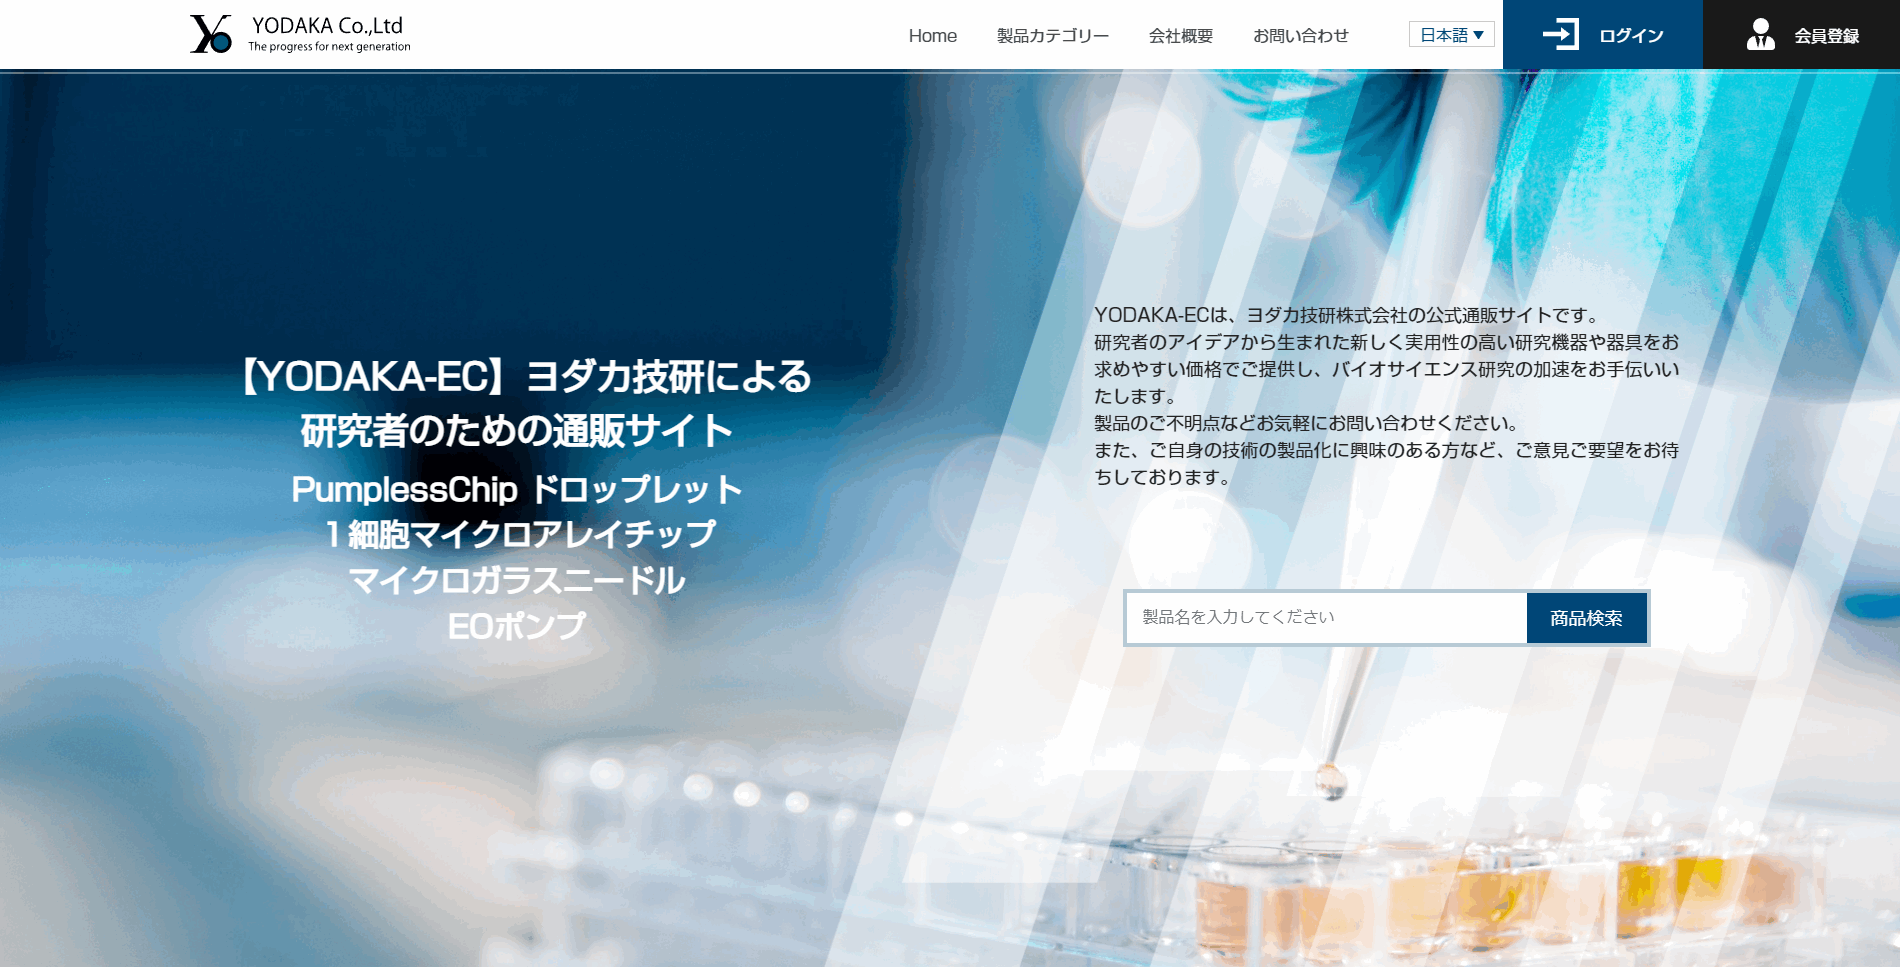 YODAKA Co.,Ltd
The progress for next generation
Home
製品カテゴリー
会社概要
お問い合わせ
日本語▼
ログイン
会員登録
【YODAKA-EC】ヨダカ技研による
研究者のための通販サイト
PumplessChip ドロップレット
１細胞マイクロアレイチップ
マイクロガラスニードル
EOポンプ
YODAKA-ECは、ヨダカ技研株式会社の公式通販サイトです。
研究者のアイデアから生まれた新しく実用性の高い研究機器や器具をお
求めやすい価格でご提供し、バイオサイエンス研究の加速をお手伝いい
たします。
製品のご不明点などお気軽にお問い合わせください。
また、ご自身の技術の製品化に興味のある方など、ご意見ご要望をお待
ちしております。
製品名を入力してください
商品検索